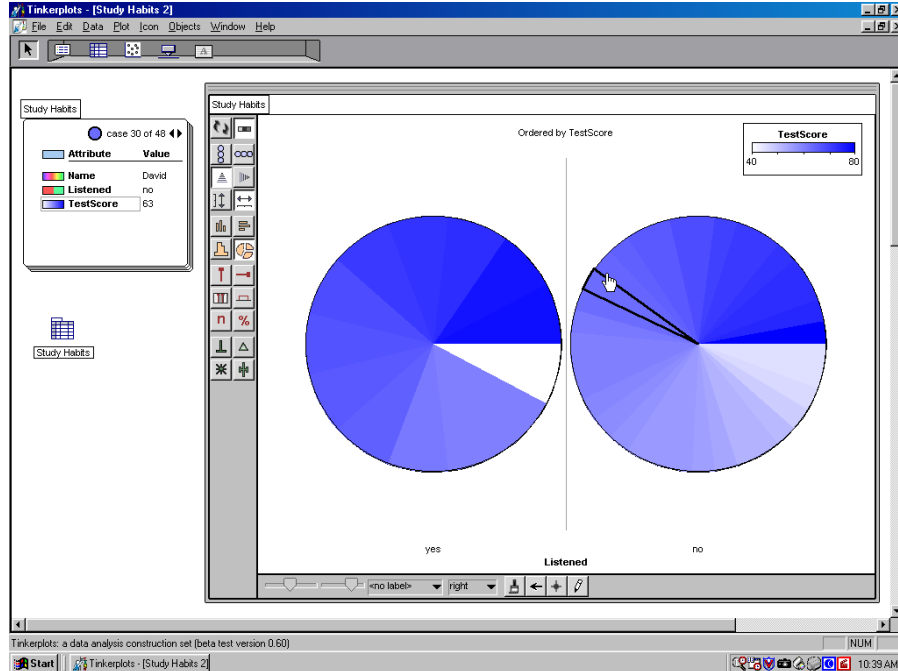 Tinkerplots - [Study Habits 2]
File Edit Data Plot Icon Objects Window Help
Study Habits
case 30 of 48
Attribute Value
Name David
Listened no
TestScore 63
Study Habits
Study Habits
Ordered by TestScore
TestScore
40 80
yes no
Listened
<no label> right
Tinkerplots: a data analysis construction set (beta test version 0.60) NUM
Start Tinkerplots - [Study Habits 2] 10:39 AM